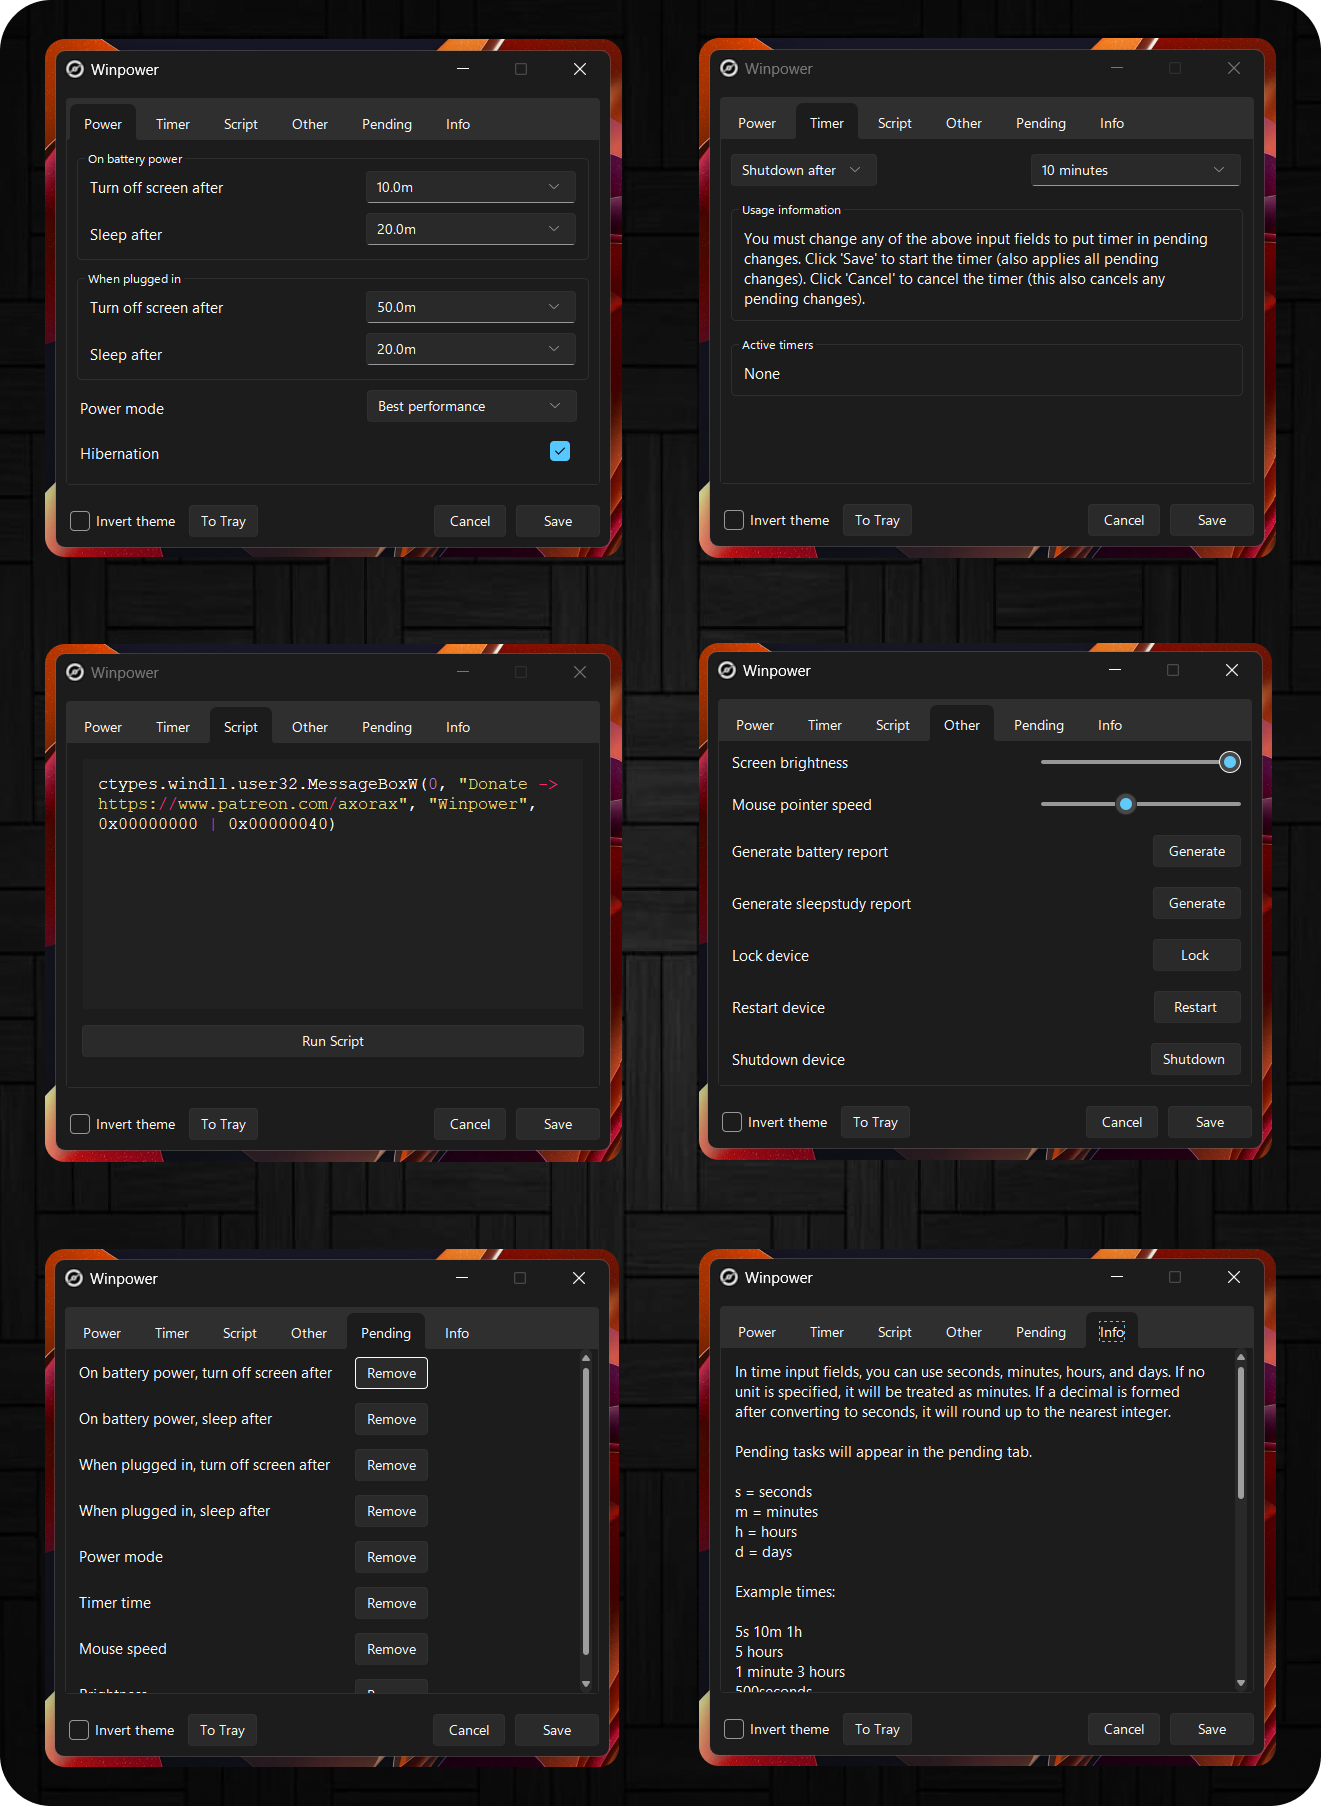 Winpower
Power Timer Script Other Pending Info
On battery power
Turn off screen after 10.0m
Sleep after 20.0m
When plugged in
Turn off screen after 50.0m
Sleep after 20.0m
Power mode Best performance
Hibernation
Invert theme To Tray Cancel Save
Winpower
Power Timer Script Other Pending Info
Shutdown after 10 minutes
Usage information
You must change any of the above input fields to put timer in pending
changes. Click 'Save' to start the timer (also applies all pending
changes). Click 'Cancel' to cancel the timer (this also cancels any
pending changes).
Active timers
None
Invert theme To Tray Cancel Save
Winpower
Power Timer Script Other Pending Info
ctypes.windll.user32.MessageBoxW(0, "Donate ->
https://www.patreon.com/axorax", "Winpower",
0x00000000 | 0x00000040)
Run Script
Invert theme To Tray Cancel Save
Winpower
Power Timer Script Other Pending Info
Screen brightness
Mouse pointer speed
Generate battery report Generate
Generate sleepstudy report Generate
Lock device Lock
Restart device Restart
Shutdown device Shutdown
Invert theme To Tray Cancel Save
Winpower
Power Timer Script Other Pending Info
On battery power, turn off screen after Remove
On battery power, sleep after Remove
When plugged in, turn off screen after Remove
When plugged in, sleep after Remove
Power mode Remove
Timer time Remove
Mouse speed Remove
Brightness
Invert theme To Tray Cancel Save
Winpower
Power Timer Script Other Pending Info
In time input fields, you can use seconds, minutes, hours, and days. If no
unit is specified, it will be treated as minutes. If a decimal is formed
after converting to seconds, it will round up to the nearest integer.
Pending tasks will appear in the pending tab.
s = seconds
m = minutes
h = hours
d = days
Example times:
5s 10m 1h
5 hours
1 minute 3 hours
500seconds
Invert theme To Tray Cancel Save